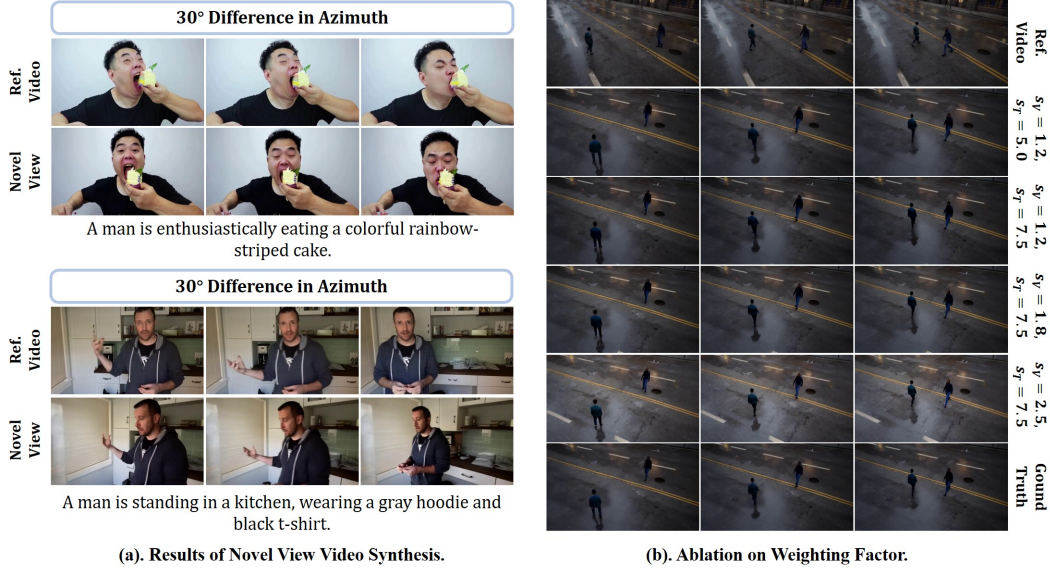 30° Difference in Azimuth
Ref.
Video
Novel
View
A man is enthusiastically eating a colorful rainbow-
striped cake.
30° Difference in Azimuth
Ref.
Video
Novel
View
A man is standing in a kitchen, wearing a gray hoodie and
black t-shirt.
(a). Results of Novel View Video Synthesis.
Ref.
Video
s_V = 1.2,
s_T = 5.0
s_V = 1.2,
s_T = 7.5
s_V = 1.8,
s_T = 7.5
s_V = 2.5,
s_T = 7.5
Gound
Truth
(b). Ablation on Weighting Factor.